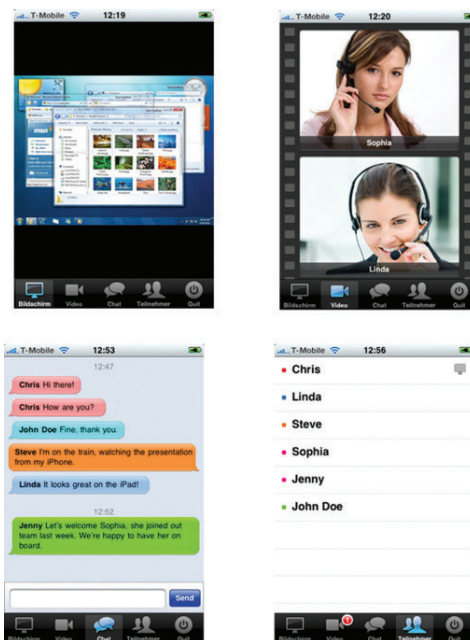 T-Mobile 12:19
msn
Bildschirm Video Chat Teilnehmer Quit
T-Mobile 12:20
Sophia
Linda
Bildschirm Video Chat Teilnehmer Quit
T-Mobile 12:53
12:47
Chris Hi there!
Chris How are you?
John Doe Fine, thank you.
Steve I'm on the train, watching the presentation
from my iPhone.
Linda It looks great on the iPad!
12:52
Jenny Let's welcome Sophia, she joined out
team last week. We're happy to have her on
board.
Send
Bildschirm Video Chat Teilnehmer Quit
T-Mobile 12:56
Chris
Linda
Steve
Sophia
Jenny
John Doe
Bildschirm Video Chat Teilnehmer Quit